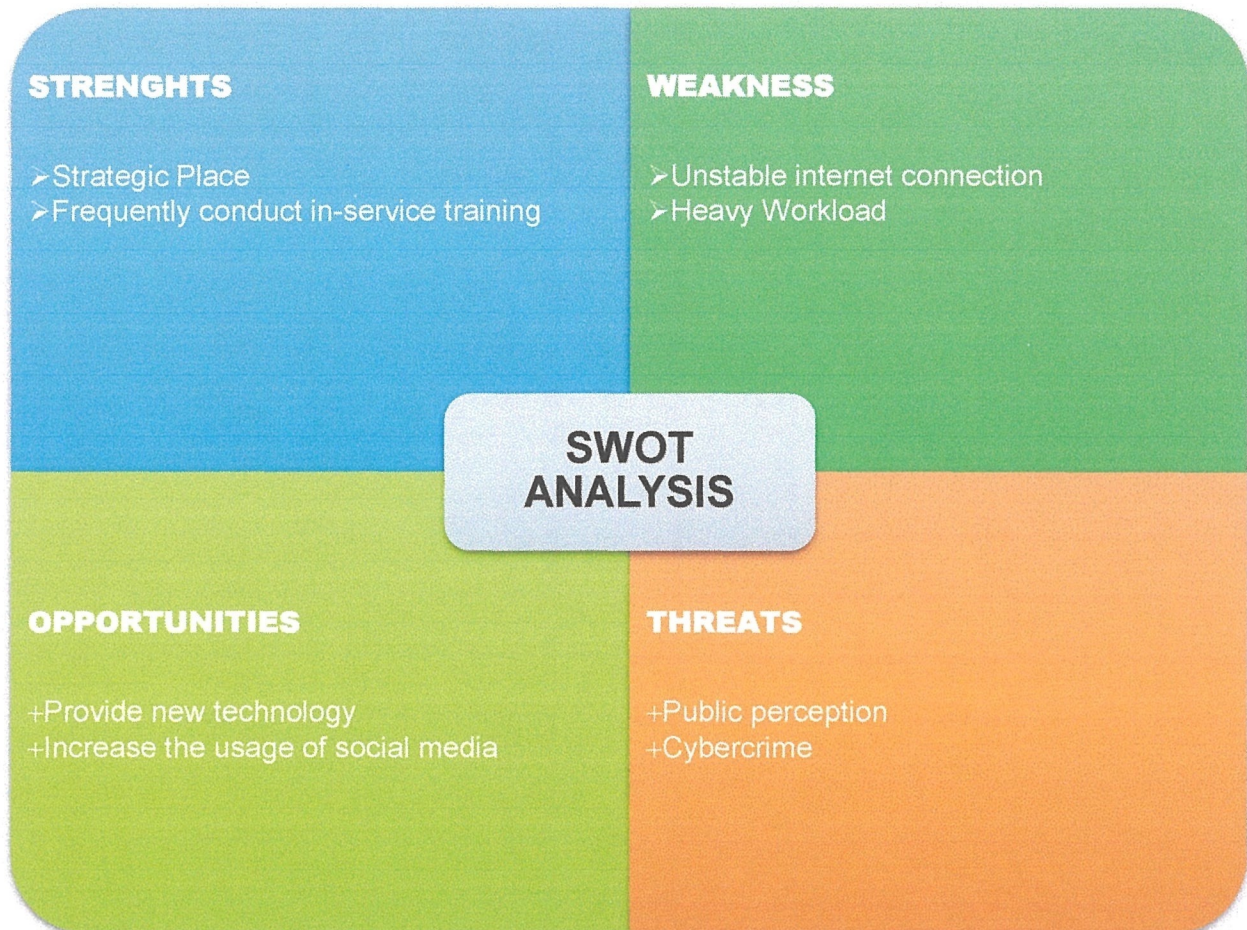 STRENGHTS
➢Strategic Place
➢Frequently conduct in-service training
WEAKNESS
➢Unstable internet connection
➢Heavy Workload
SWOT
ANALYSIS
OPPORTUNITIES
+Provide new technology
+Increase the usage of social media
THREATS
+Public perception
+Cybercrime